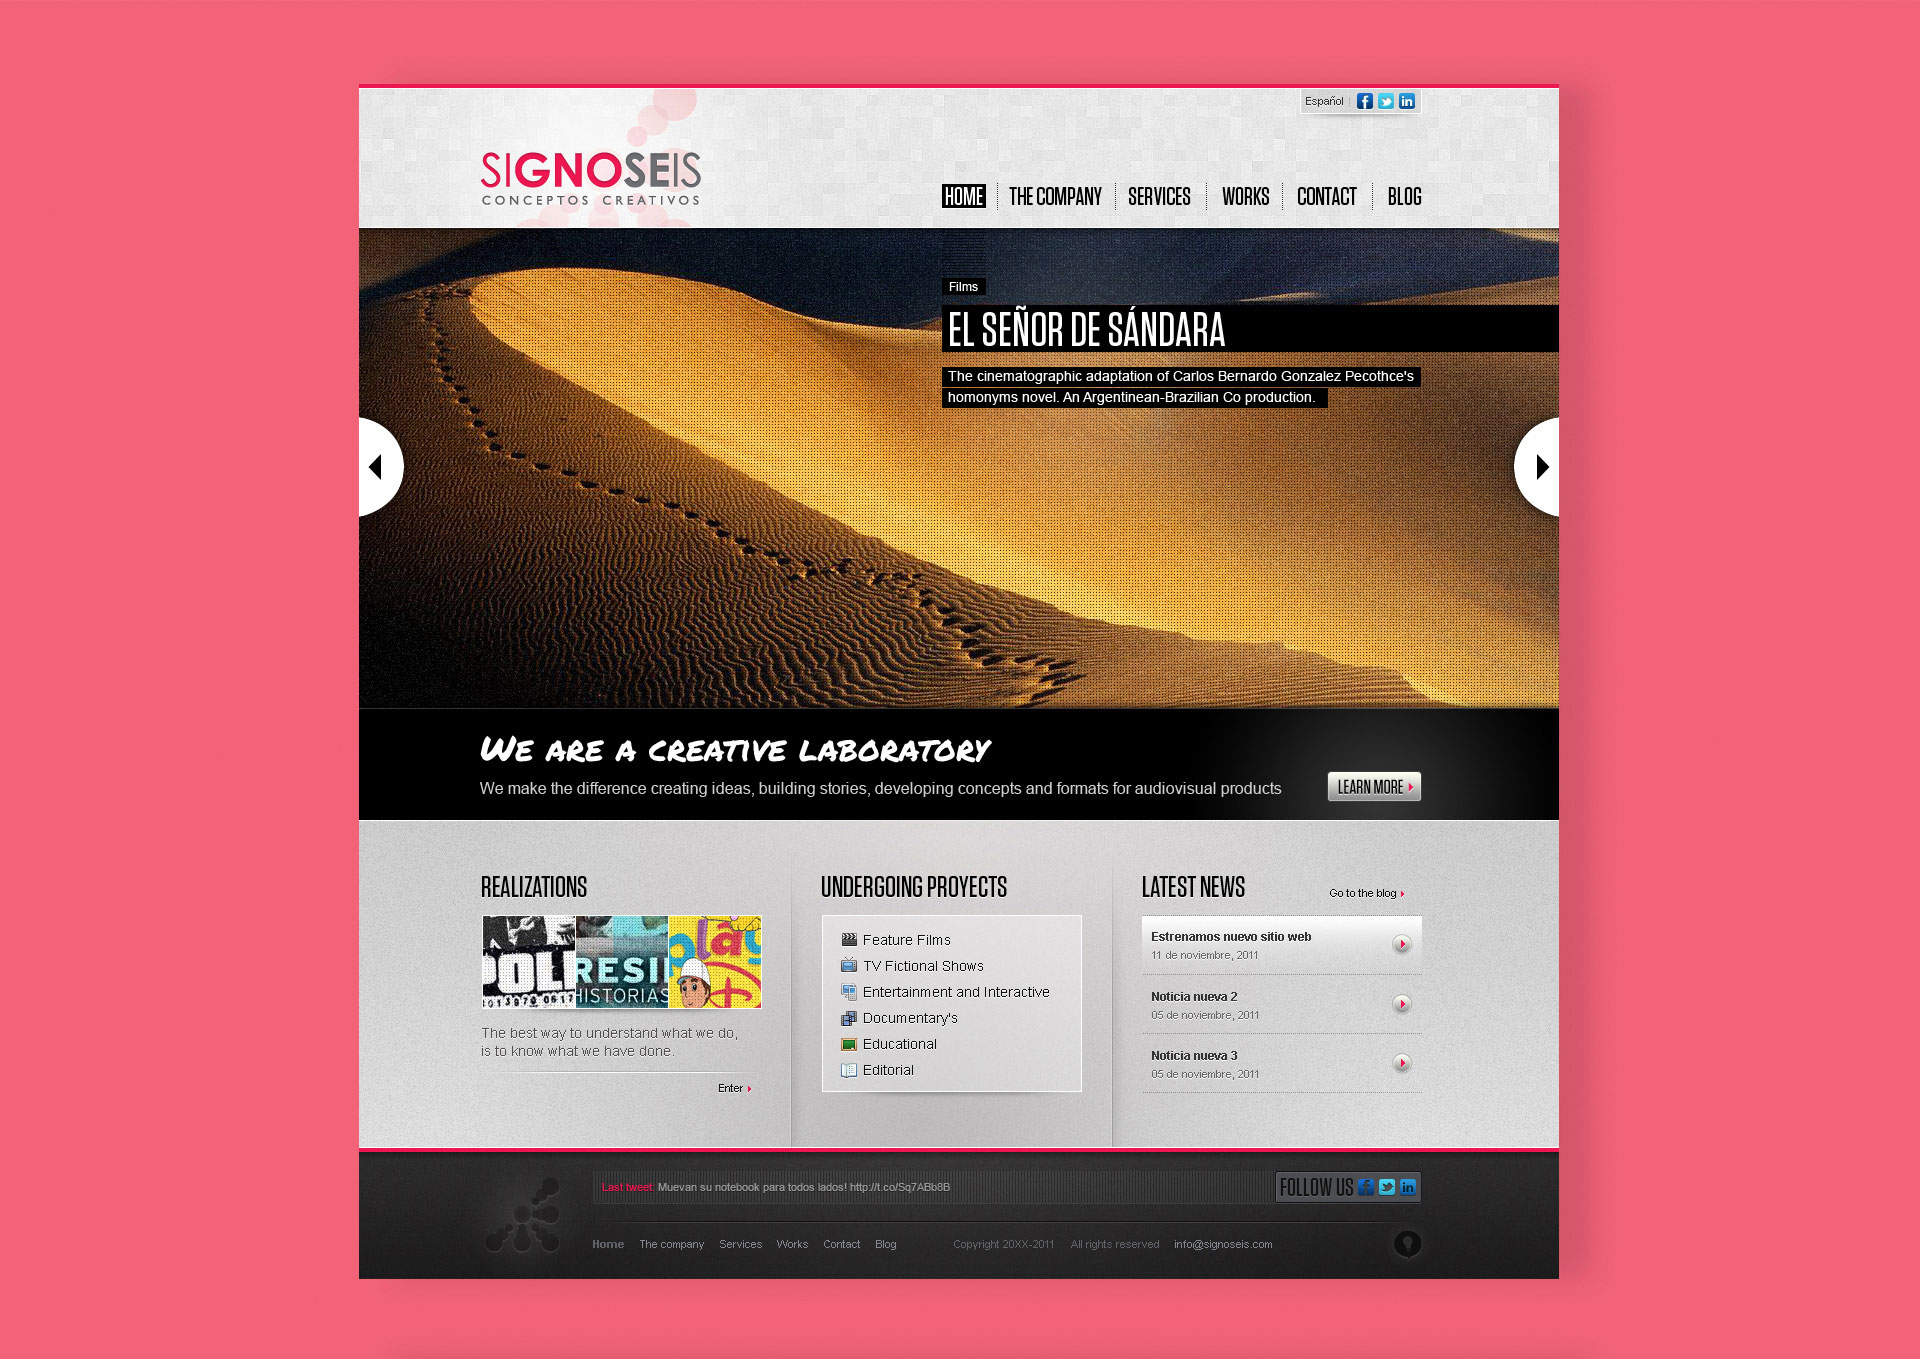 Español
SIGNOSEIS
CONCEPTOS CREATIVOS
HOME
THE COMPANY
SERVICES
WORKS
CONTACT
BLOG
Films
EL SEÑOR DE SÁNDARA
The cinematographic adaptation of Carlos Bernardo Gonzalez Pecothce's
homonyms novel. An Argentinean-Brazilian Co production.
We are a creative laboratory
We make the difference creating ideas, building stories, developing concepts and formats for audiovisual products
LEARN MORE
REALIZATIONS
POLI
RESI
HISTORIAS
play
The best way to understand what we do,
is to know what we have done.
Enter
UNDERGOING PROYECTS
Feature Films
TV Fictional Shows
Entertainment and Interactive
Documentary's
Educational
Editorial
LATEST NEWS
Go to the blog
Estrenamos nuevo sitio web
11 de noviembre, 2011
Noticia nueva 2
05 de noviembre, 2011
Noticia nueva 3
05 de noviembre, 2011
Last tweet: Muevan su notebook para todos lados! http://t.co/Sq7ABb8B
FOLLOW US
Home
The company
Services
Works
Contact
Blog
Copyright 20XX-2011
All rights reserved
info@signoseis.com